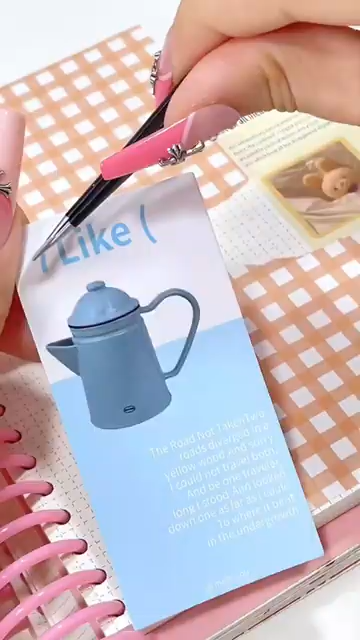 I Like (
The Road Not Taken Two
roads diverged in a
yellow wood And sorry
I could not travel both
And be one traveler,
long I stood And looked
down one as far as I could
To where it bent
in the undergrowth